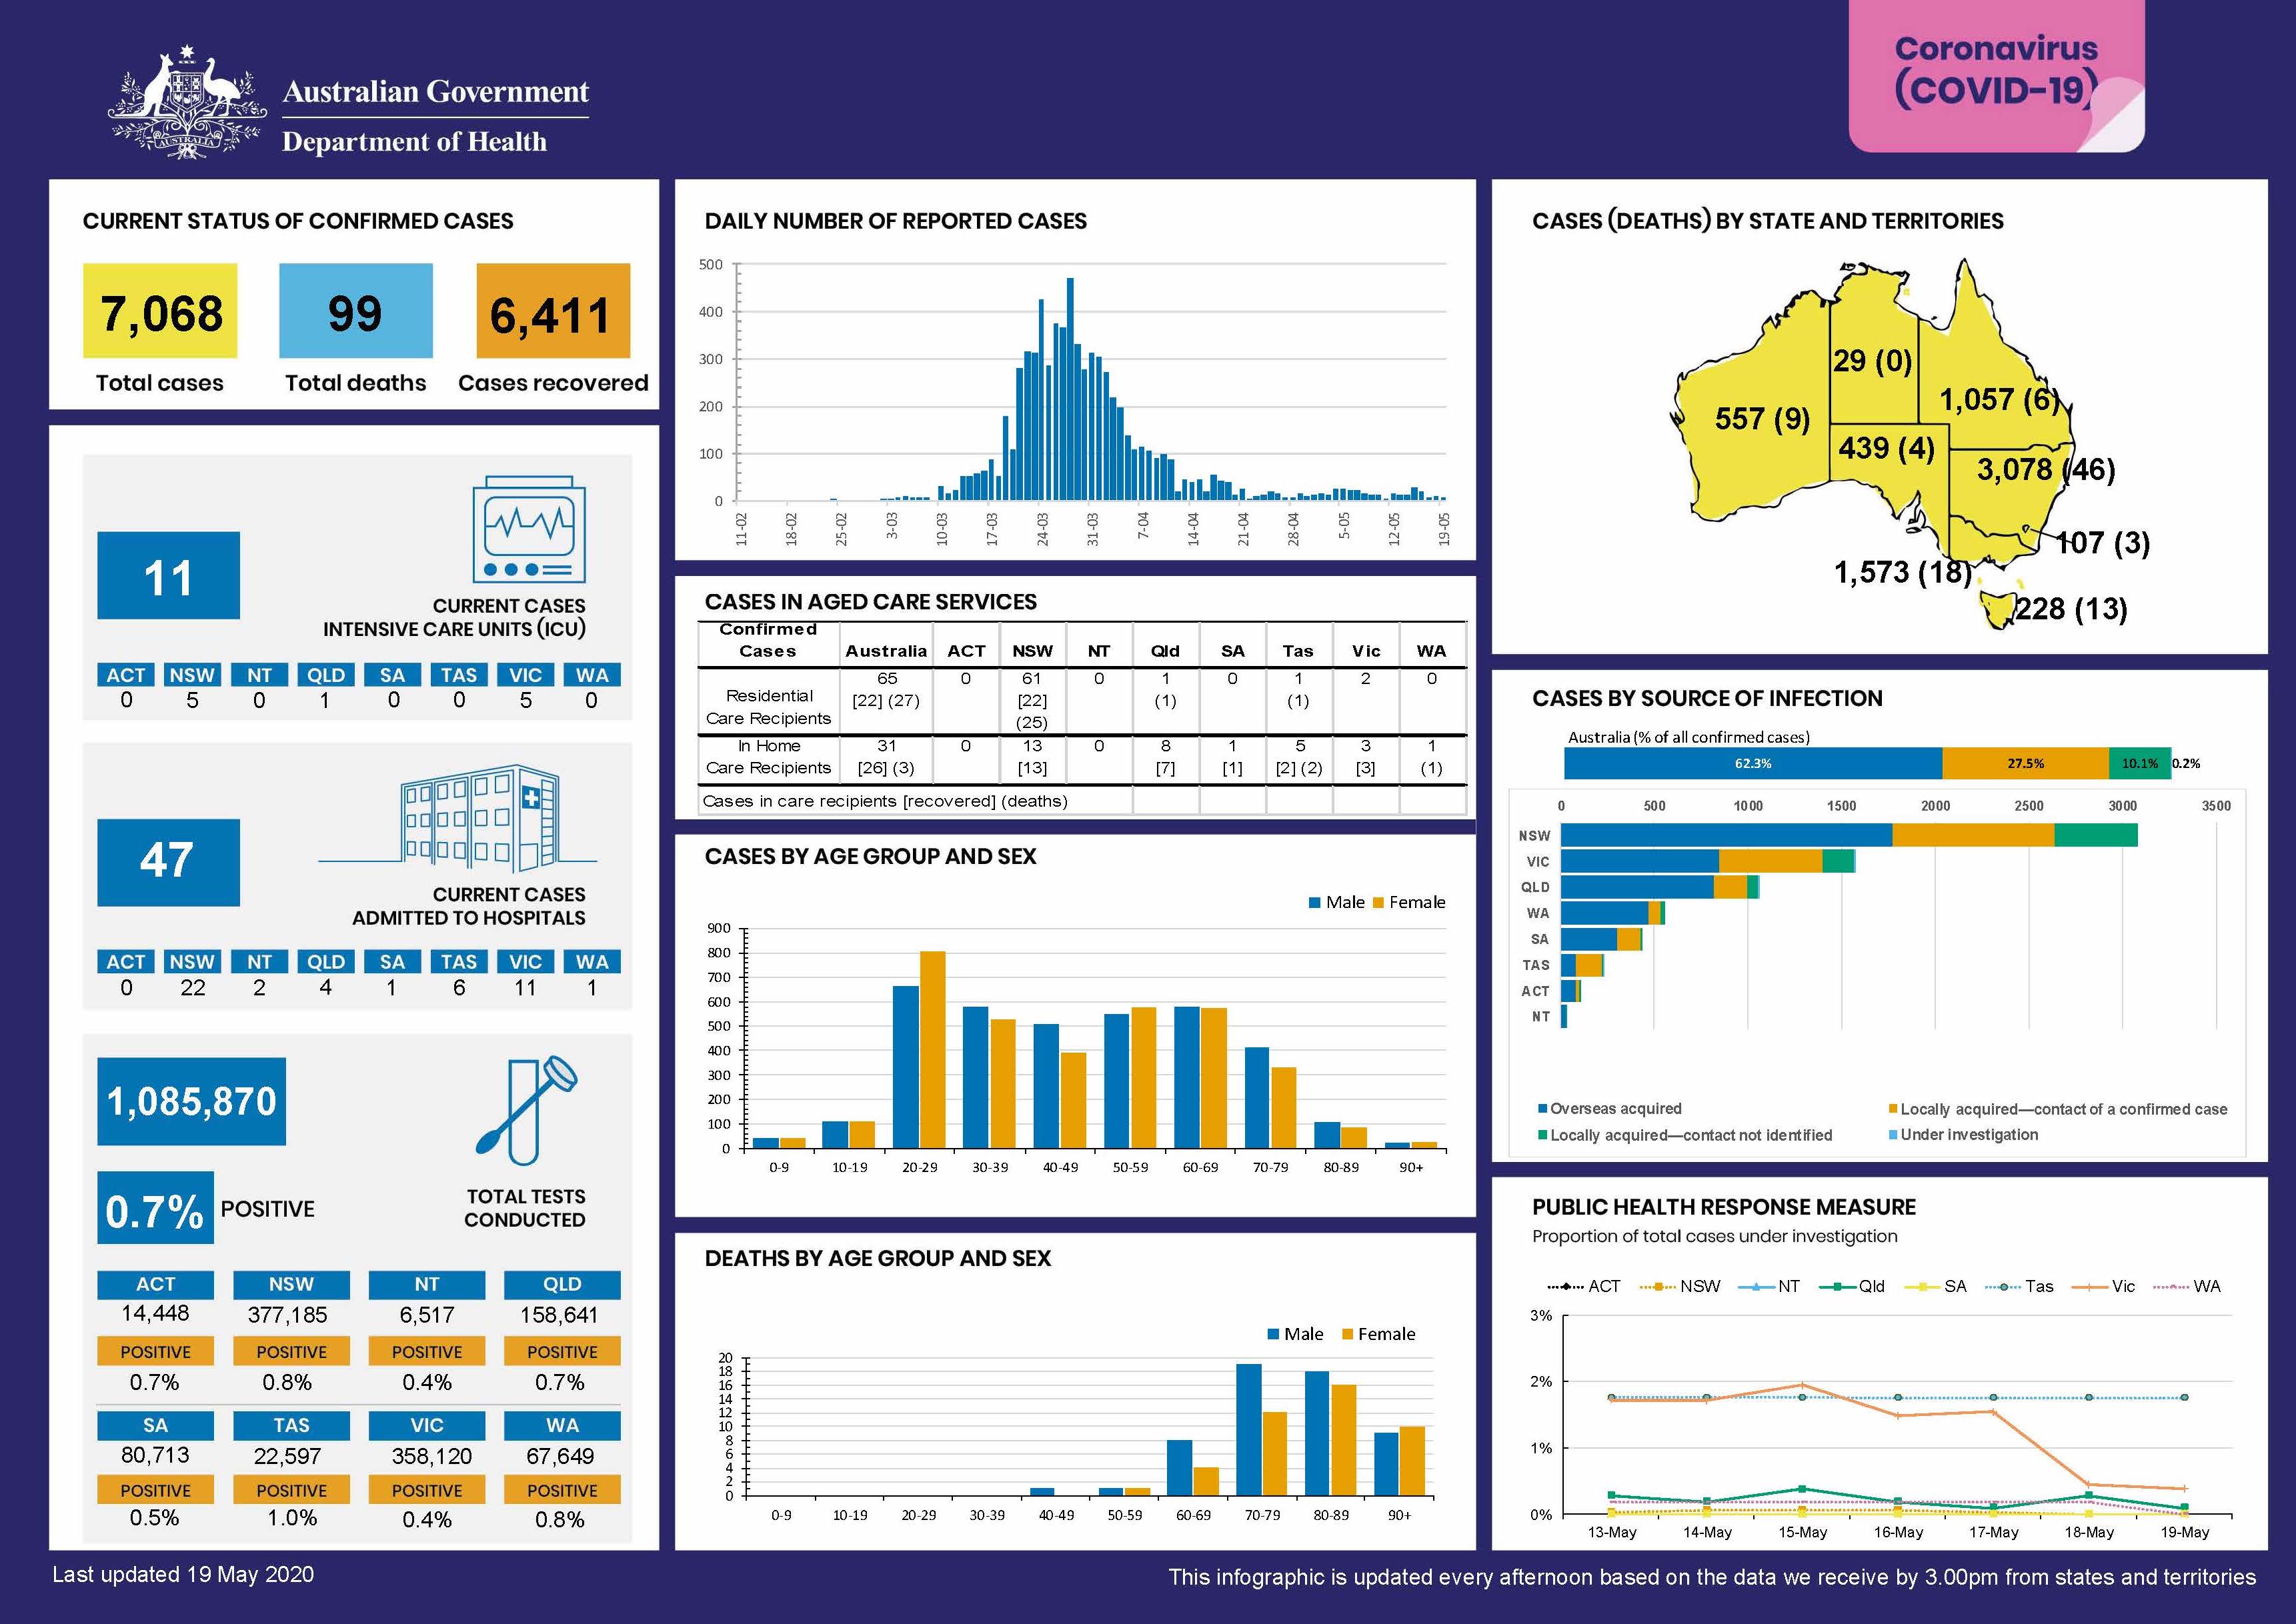 Australian Government
Department of Health
Coronavirus
(COVID-19)
CURRENT STATUS OF CONFIRMED CASES
7,068 99 6,411
Total cases Total deaths Cases recovered
11
CURRENT CASES
INTENSIVE CARE UNITS (ICU)
ACT NSW NT QLD SA TAS VIC WA
0 5 0 1 0 0 5 0
47
CURRENT CASES
ADMITTED TO HOSPITALS
ACT NSW NT QLD SA TAS VIC WA
0 22 2 4 1 6 11 1
1,085,870
0.7% POSITIVE
TOTAL TESTS
CONDUCTED
ACT NSW NT QLD
14,448 377,185 6,517 158,641
POSITIVE POSITIVE POSITIVE POSITIVE
0.7% 0.8% 0.4% 0.7%
SA TAS VIC WA
80,713 22,597 358,120 67,649
POSITIVE POSITIVE POSITIVE POSITIVE
0.5% 1.0% 0.4% 0.8%
DAILY NUMBER OF REPORTED CASES
500
400
300
200
100
0
11-02 18-02 25-02 3-03 10-03 17-03 24-03 31-03 7-04 14-04 21-04 28-04 5-05 12-05 19-05
CASES IN AGED CARE SERVICES
Confirmed
Cases Australia ACT NSW NT Qld SA Tas Vic WA
65 0 61 0 1 0 1 2 0
Residential [22] (27) [22] (1) (1)
Care Recipients (25)
In Home 31 0 13 0 8 1 5 3 1
Care Recipients [26] (3) [13] [7] [1] [2] (2) [3] (1)
Cases in care recipients [recovered] (deaths)
CASES BY AGE GROUP AND SEX
Male Female
900
800
700
600
500
400
300
200
100
0
0-9 10-19 20-29 30-39 40-49 50-59 60-69 70-79 80-89 90+
DEATHS BY AGE GROUP AND SEX
Male Female
20
18
16
14
12
10
8
6
4
2
0
0-9 10-19 20-29 30-39 40-49 50-59 60-69 70-79 80-89 90+
CASES (DEATHS) BY STATE AND TERRITORIES
29 (0)
1,057 (6)
557 (9)
439 (4)
3,078 (46)
107 (3)
1,573 (18)
228 (13)
CASES BY SOURCE OF INFECTION
Australia (% of all confirmed cases)
62.3% 27.5% 10.1% 0.2%
0 500 1000 1500 2000 2500 3000 3500
NSW
VIC
QLD
WA
SA
TAS
ACT
NT
Overseas acquired Locally acquired—contact of a confirmed case
Locally acquired—contact not identified Under investigation
PUBLIC HEALTH RESPONSE MEASURE
Proportion of total cases under investigation
ACT NSW NT Qld SA Tas Vic WA
3%
2%
1%
0%
13-May 14-May 15-May 16-May 17-May 18-May 19-May
Last updated 19 May 2020
This infographic is updated every afternoon based on the data we receive by 3.00pm from states and territories